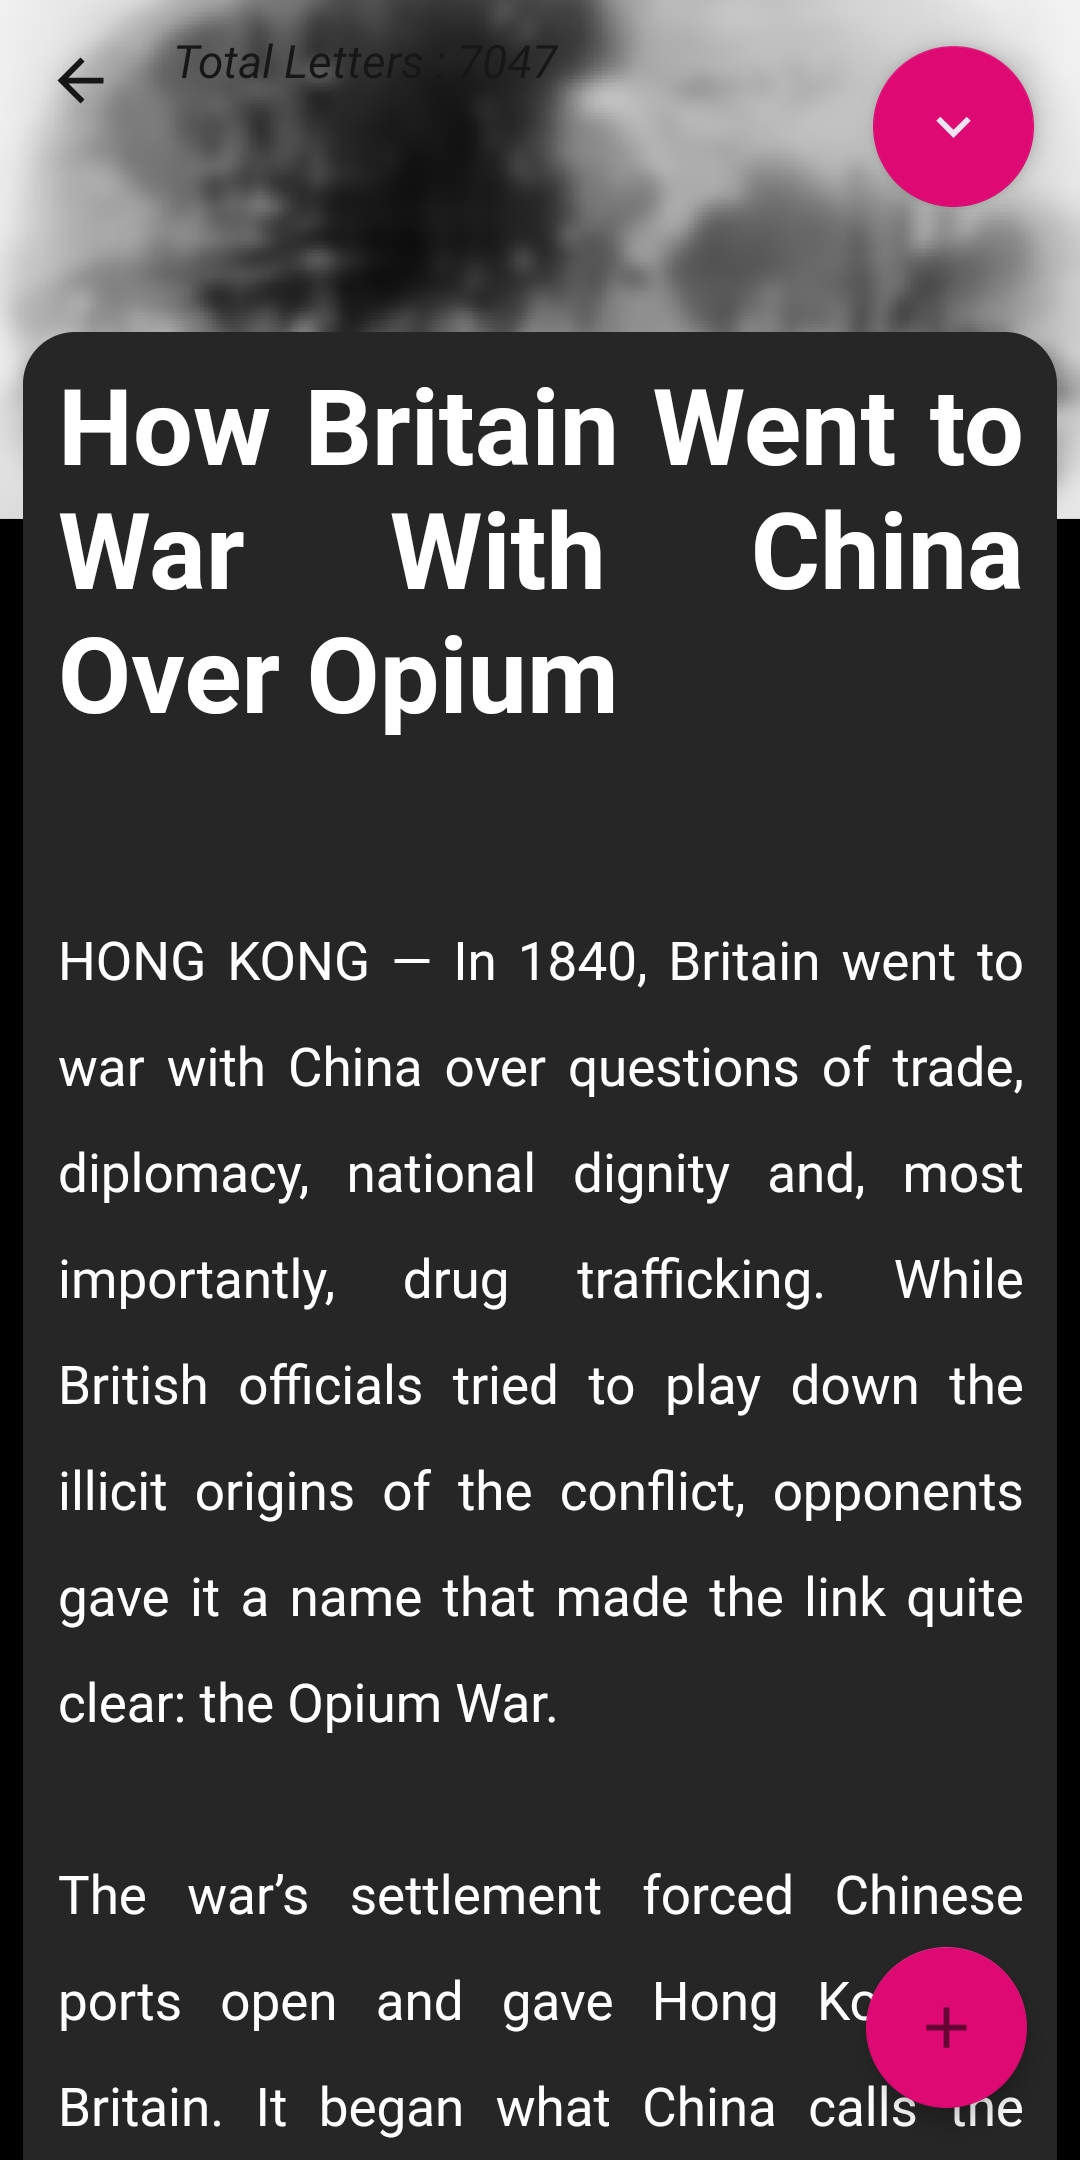 Total Letters : 7047
How Britain Went to
War With China
Over Opium
HONG KONG — In 1840, Britain went to
war with China over questions of trade,
diplomacy, national dignity and, most
importantly, drug trafficking. While
British officials tried to play down the
illicit origins of the conflict, opponents
gave it a name that made the link quite
clear: the Opium War.
The war’s settlement forced Chinese
ports open and gave Hong
Britain. It began what China calls the